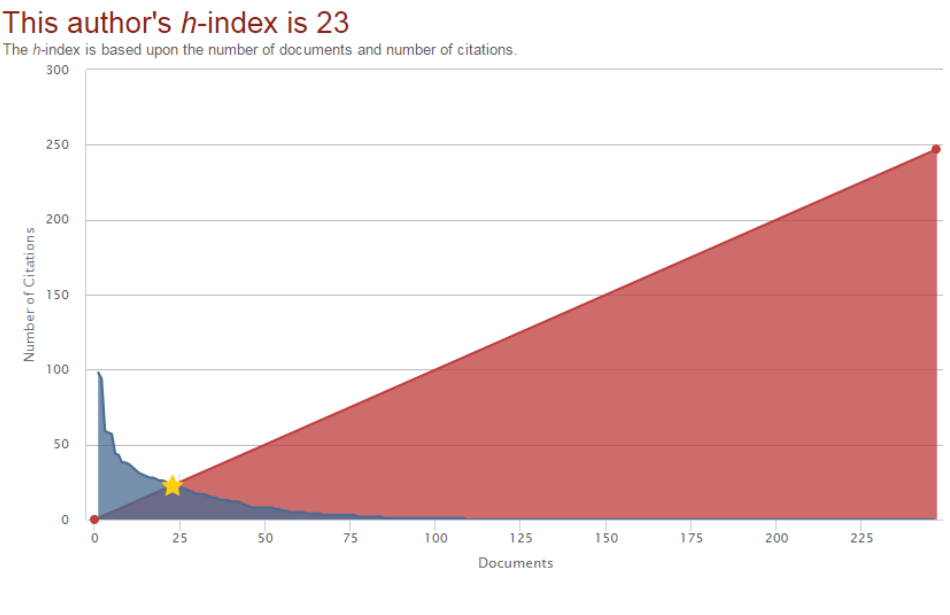 This author's h-index is 23
The h-index is based upon the number of documents and number of citations.
300
250
200
150
100
50
0
Number of Citations
0 25 50 75 100 125 150 175 200 225
Documents